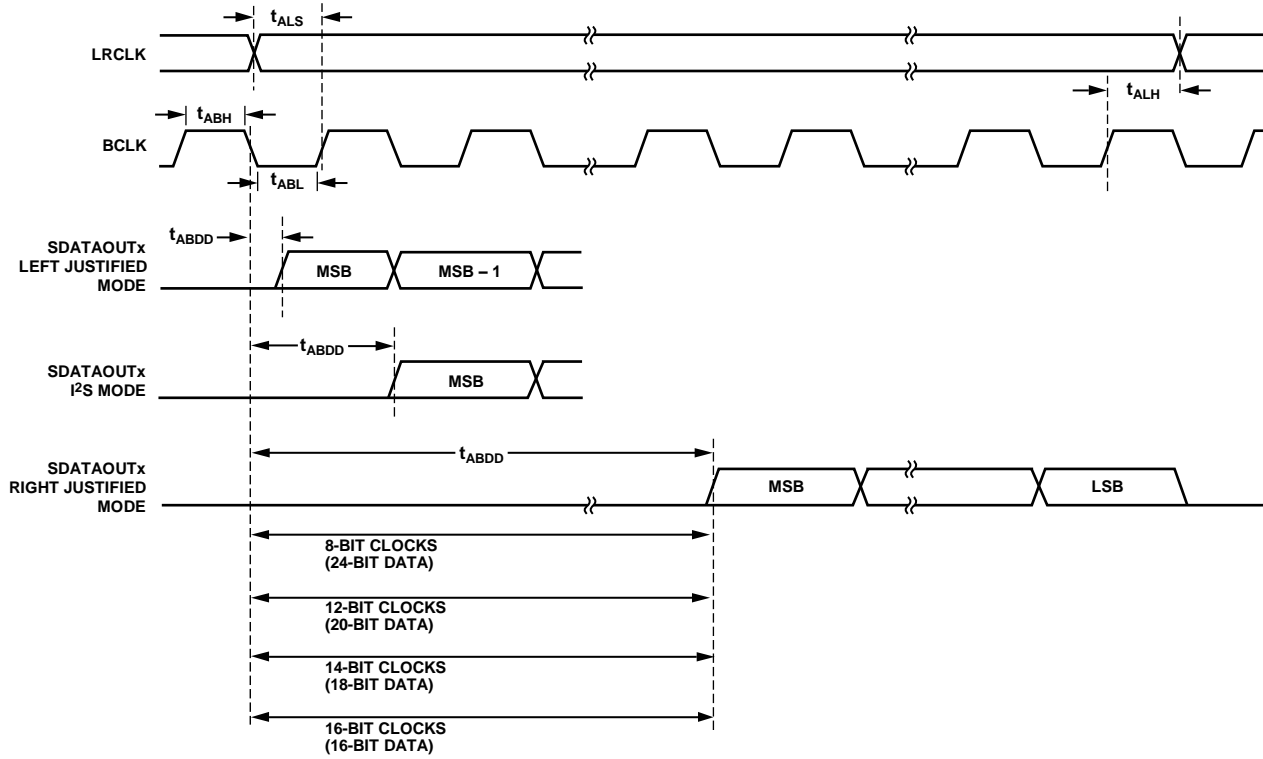 tALS
LRCLK
tALH
tABH
BCLK
tABL
tABDD
SDATAOUTx
LEFT JUSTIFIED
MODE
MSB
MSB – 1
tABDD
SDATAOUTx
I2S MODE
MSB
tABDD
SDATAOUTx
RIGHT JUSTIFIED
MODE
MSB
LSB
8-BIT CLOCKS
(24-BIT DATA)
12-BIT CLOCKS
(20-BIT DATA)
14-BIT CLOCKS
(18-BIT DATA)
16-BIT CLOCKS
(16-BIT DATA)